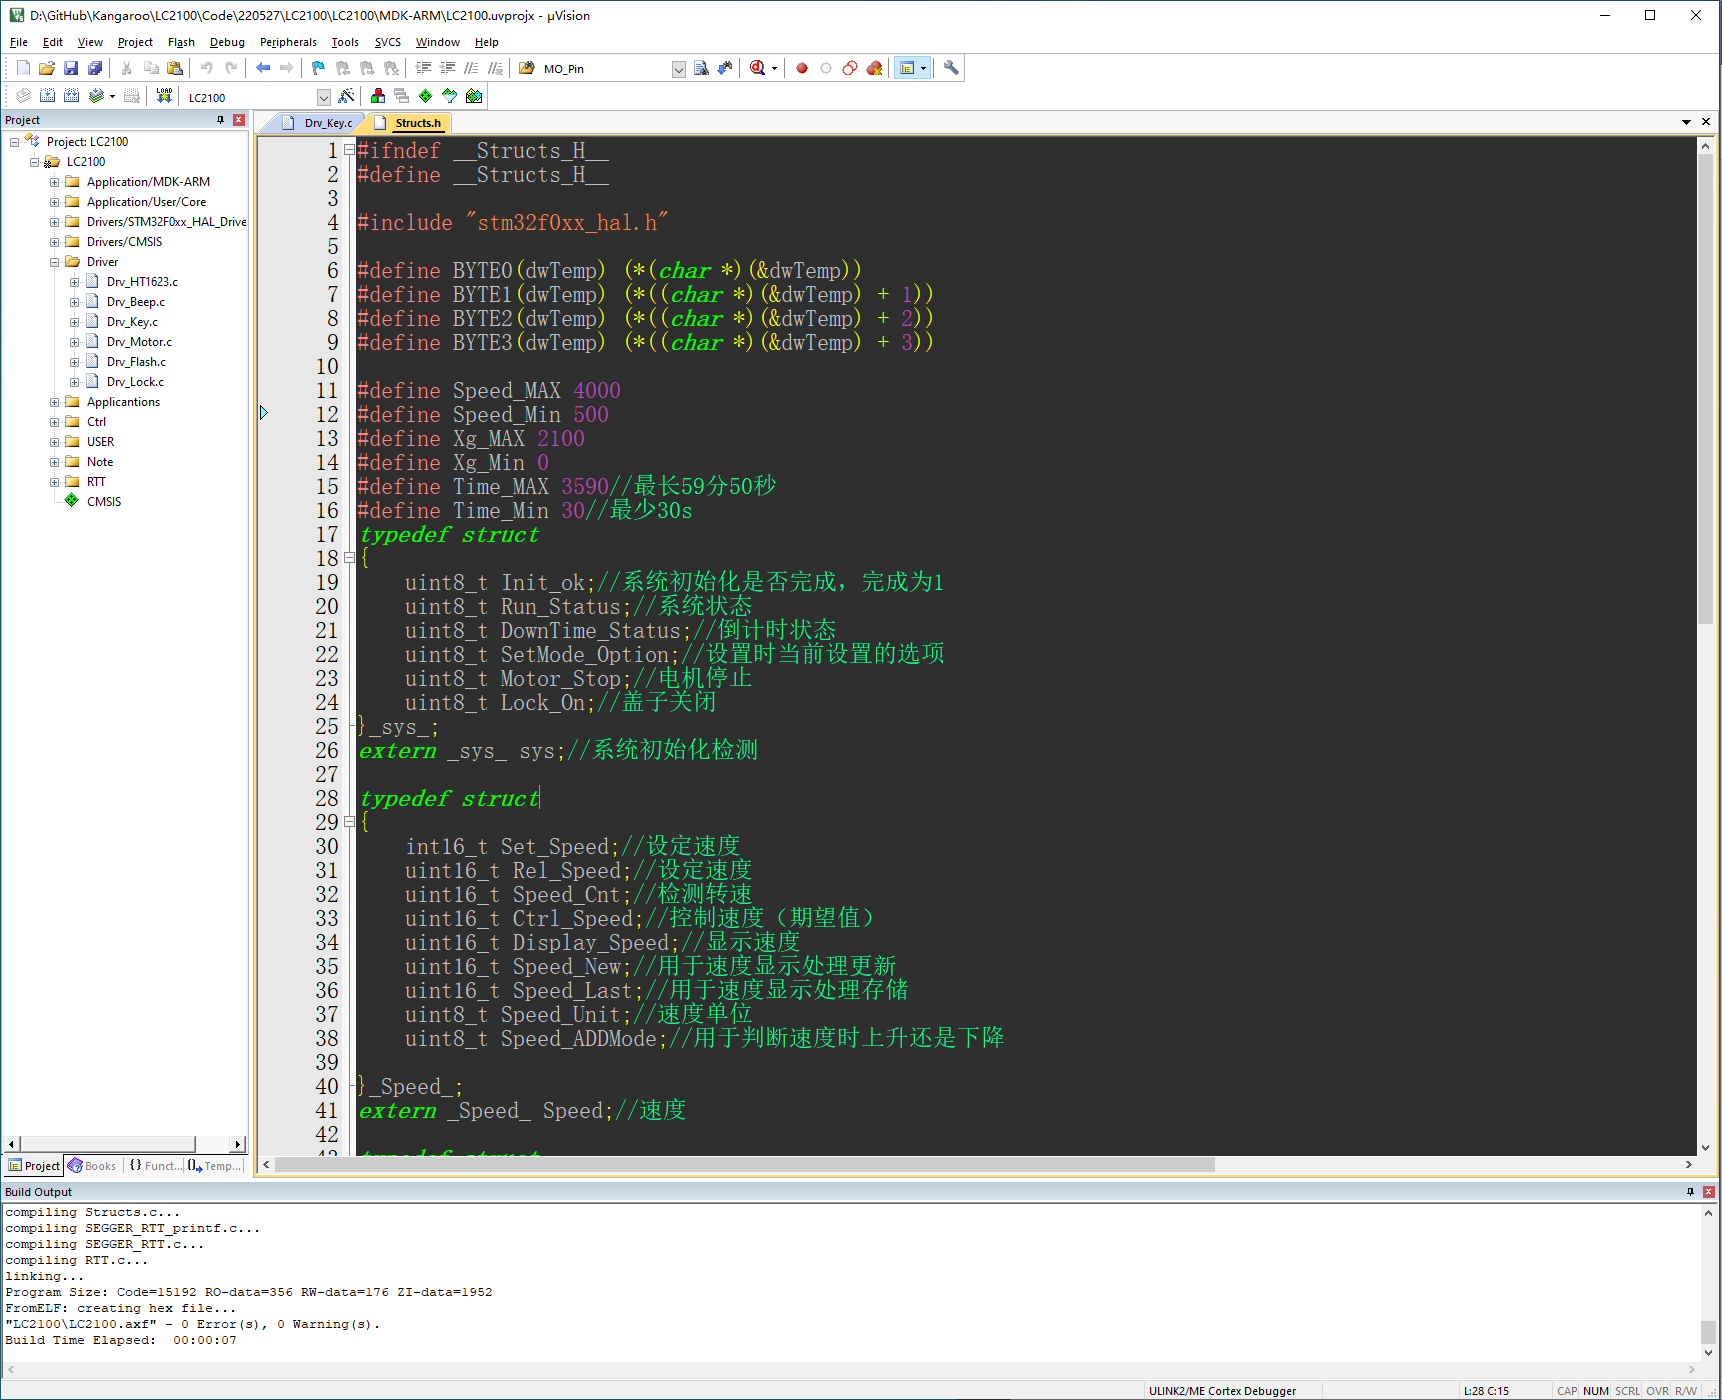 D:\GitHub\Kangaroo\LC2100\Code\220527\LC2100\LC2100\MDK-ARM\LC2100.uvprojx - µVision
File Edit View Project Flash Debug Peripherals Tools SVCS Window Help
MO_Pin
LOAD
LC2100
Project
Project: LC2100
LC2100
Application/MDK-ARM
Application/User/Core
Drivers/STM32F0xx_HAL_Drive
Drivers/CMSIS
Driver
Drv_HT1623.c
Drv_Beep.c
Drv_Key.c
Drv_Motor.c
Drv_Flash.c
Drv_Lock.c
Applicantions
Ctrl
USER
Note
RTT
CMSIS
Project Books {} Funct... Temp...
Drv_Key.c Structs.h
1 #ifndef __Structs_H__
2 #define __Structs_H__
3
4 #include "stm32f0xx_hal.h"
5
6 #define BYTE0(dwTemp) (*(char *)(&dwTemp))
7 #define BYTE1(dwTemp) (*((char *)(&dwTemp) + 1))
8 #define BYTE2(dwTemp) (*((char *)(&dwTemp) + 2))
9 #define BYTE3(dwTemp) (*((char *)(&dwTemp) + 3))
10
11 #define Speed_MAX 4000
12 #define Speed_Min 500
13 #define Xg_MAX 2100
14 #define Xg_Min 0
15 #define Time_MAX 3590//最长59分50秒
16 #define Time_Min 30//最少30s
17 typedef struct
18 {
19 uint8_t Init_ok;//系统初始化是否完成，完成为1
20 uint8_t Run_Status;//系统状态
21 uint8_t DownTime_Status;//倒计时状态
22 uint8_t SetMode_Option;//设置时当前设置的选项
23 uint8_t Motor_Stop;//电机停止
24 uint8_t Lock_On;//盖子关闭
25 }_sys_;
26 extern _sys_ sys;//系统初始化检测
27
28 typedef struct
29 {
30 int16_t Set_Speed;//设定速度
31 uint16_t Rel_Speed;//设定速度
32 uint16_t Speed_Cnt;//检测转速
33 uint16_t Ctrl_Speed;//控制速度（期望值）
34 uint16_t Display_Speed;//显示速度
35 uint16_t Speed_New;//用于速度显示处理更新
36 uint16_t Speed_Last;//用于速度显示处理存储
37 uint8_t Speed_Unit;//速度单位
38 uint8_t Speed_ADDMode;//用于判断速度时上升还是下降
39
40 }_Speed_;
41 extern _Speed_ Speed;//速度
42
Build Output
compiling Structs.c...
compiling SEGGER_RTT_printf.c...
compiling SEGGER_RTT.c...
compiling RTT.c...
linking...
Program Size: Code=15192 RO-data=356 RW-data=176 ZI-data=1952
FromELF: creating hex file...
"LC2100\LC2100.axf" - 0 Error(s), 0 Warning(s).
Build Time Elapsed:  00:00:07
ULINK2/ME Cortex Debugger L:28 C:15 CAP NUM SCRL OVR R/W